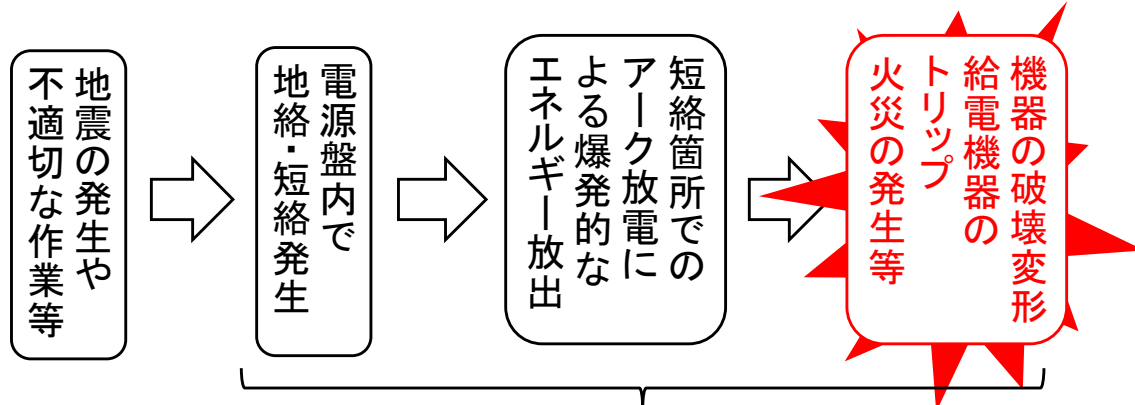 地震の発生や
不適切な作業等
電源盤内で
地絡・短絡発生
短絡箇所での
アーク放電に
よる爆発的な
エネルギー放出
機器の破壊変形
給電機器の
トリップ
火災の発生等